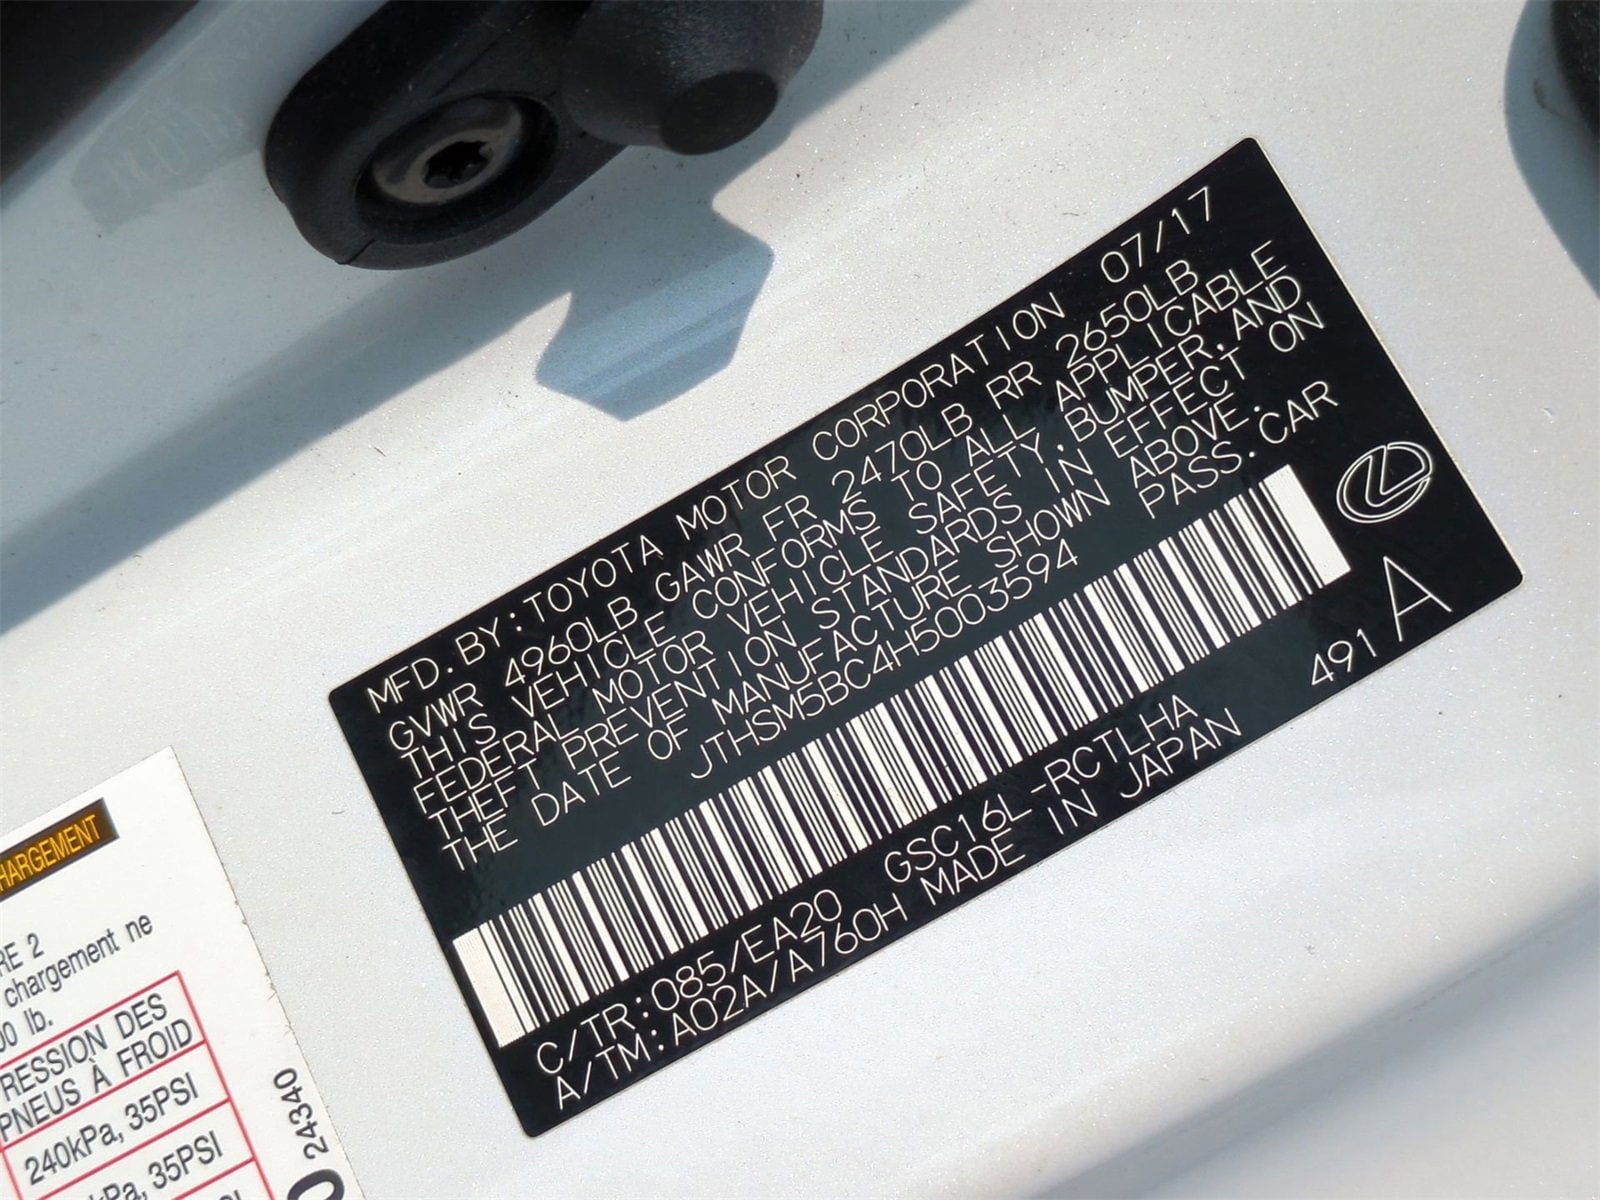 MFD.BY:TOYOTA MOTOR CORPORATION 07/17
GVWR 4960LB GAWR FR 2470LB RR 2650LB
THIS VEHICLE CONFORMS TO ALL APPLICABLE
FEDERAL MOTOR VEHICLE SAFETY,BUMPER,AND
THEFT PREVENTION STANDARDS IN EFFECT ON
THE DATE OF MANUFACTURE SHOWN ABOVE.
JTHSM5BC4H5003594 PASS.CAR
C/TR:085/EA20 GSC16L-RCTLHA
A/TM:A02A/A760H MADE IN JAPAN
491 A
HARGEMENT
RE 2
chargement ne
00 lb.
RESSION DES
PNEUS À FROID
240kPa, 35PSI
kPa, 35PSI
24340